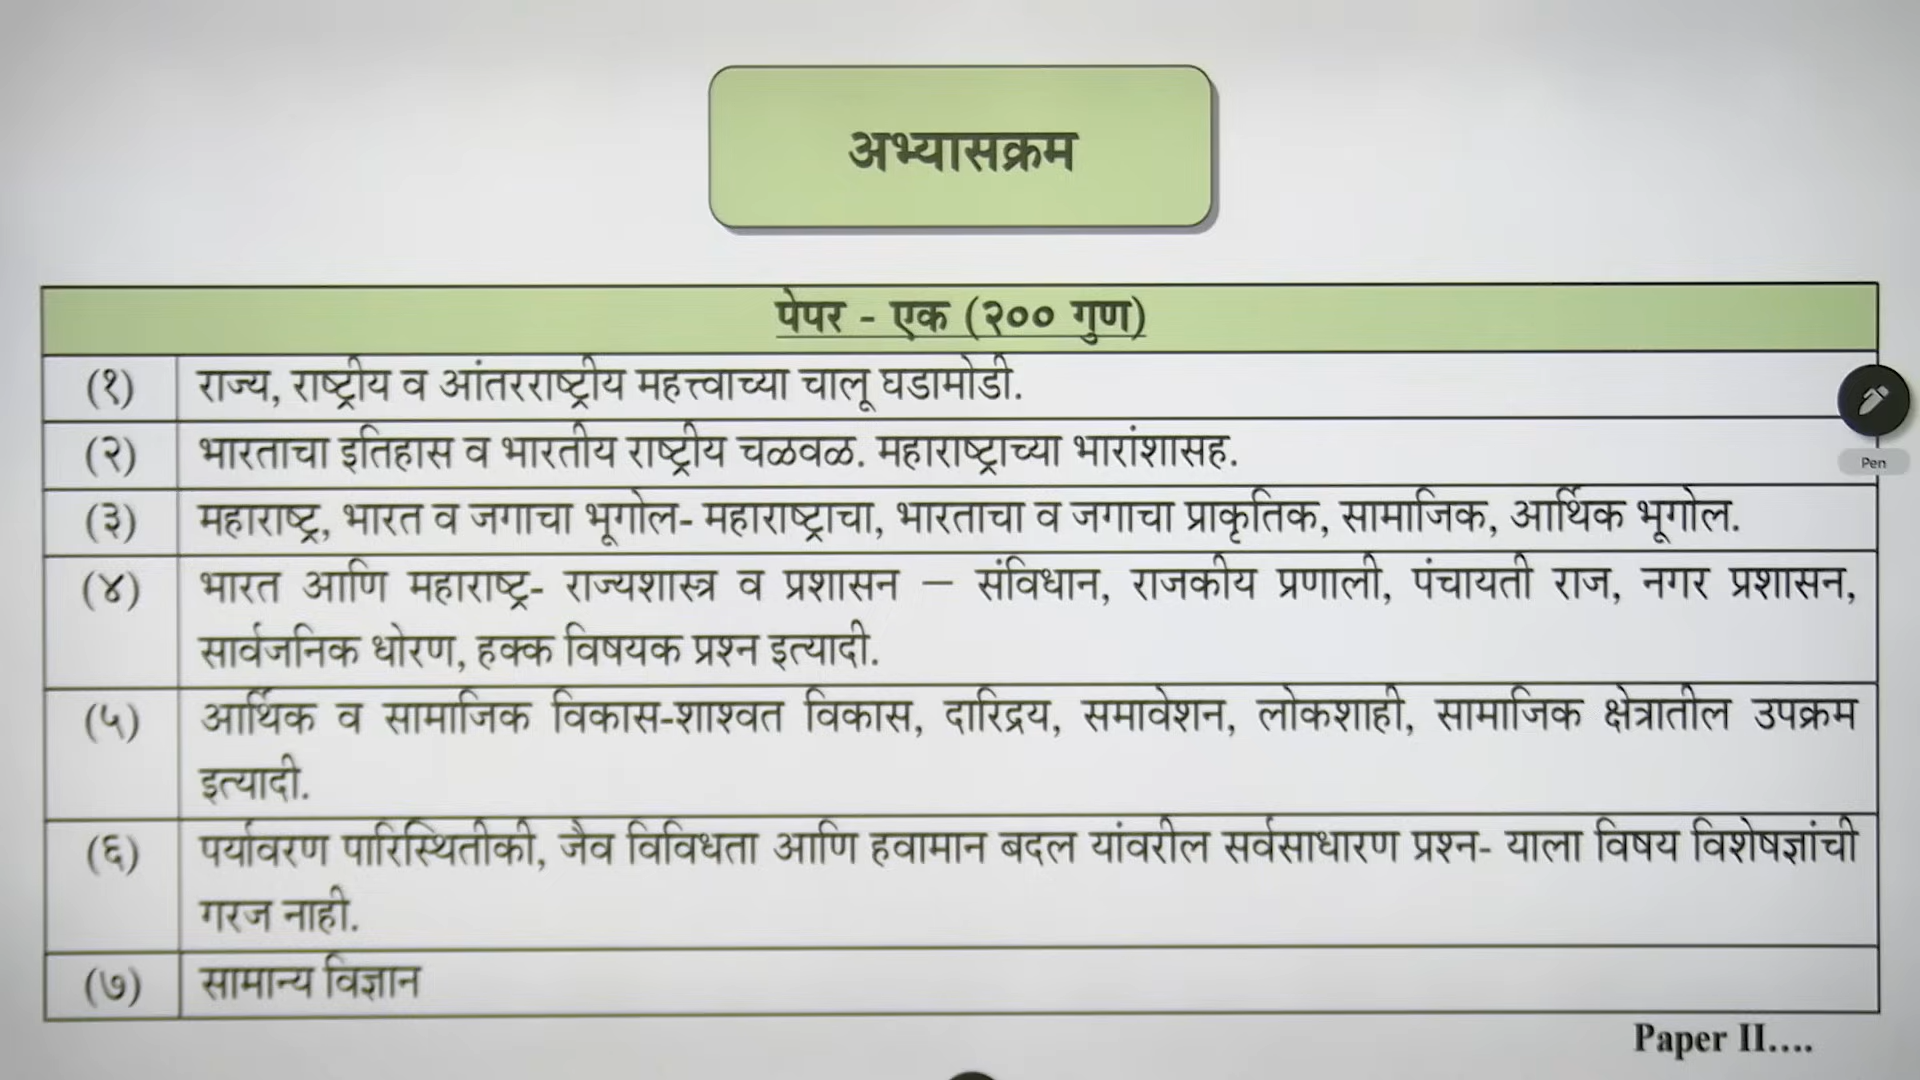 अभ्यासक्रम
पेपर - एक (२०० गुण)
(१) राज्य, राष्ट्रीय व आंतरराष्ट्रीय महत्त्वाच्या चालू घडामोडी.
(२) भारताचा इतिहास व भारतीय राष्ट्रीय चळवळ. महाराष्ट्राच्या भारांशासह.
(३) महाराष्ट्र, भारत व जगाचा भूगोल- महाराष्ट्राचा, भारताचा व जगाचा प्राकृतिक, सामाजिक, आर्थिक भूगोल.
(४) भारत आणि महाराष्ट्र- राज्यशास्त्र व प्रशासन – संविधान, राजकीय प्रणाली, पंचायती राज, नगर प्रशासन,
सार्वजनिक धोरण, हक्क विषयक प्रश्न इत्यादी.
(५) आर्थिक व सामाजिक विकास-शाश्वत विकास, दारिद्रय, समावेशन, लोकशाही, सामाजिक क्षेत्रातील उपक्रम
इत्यादी.
(६) पर्यावरण पारिस्थितीकी, जैव विविधता आणि हवामान बदल यांवरील सर्वसाधारण प्रश्न- याला विषय विशेषज्ञांची
गरज नाही.
(७) सामान्य विज्ञान
Pen
Paper II....